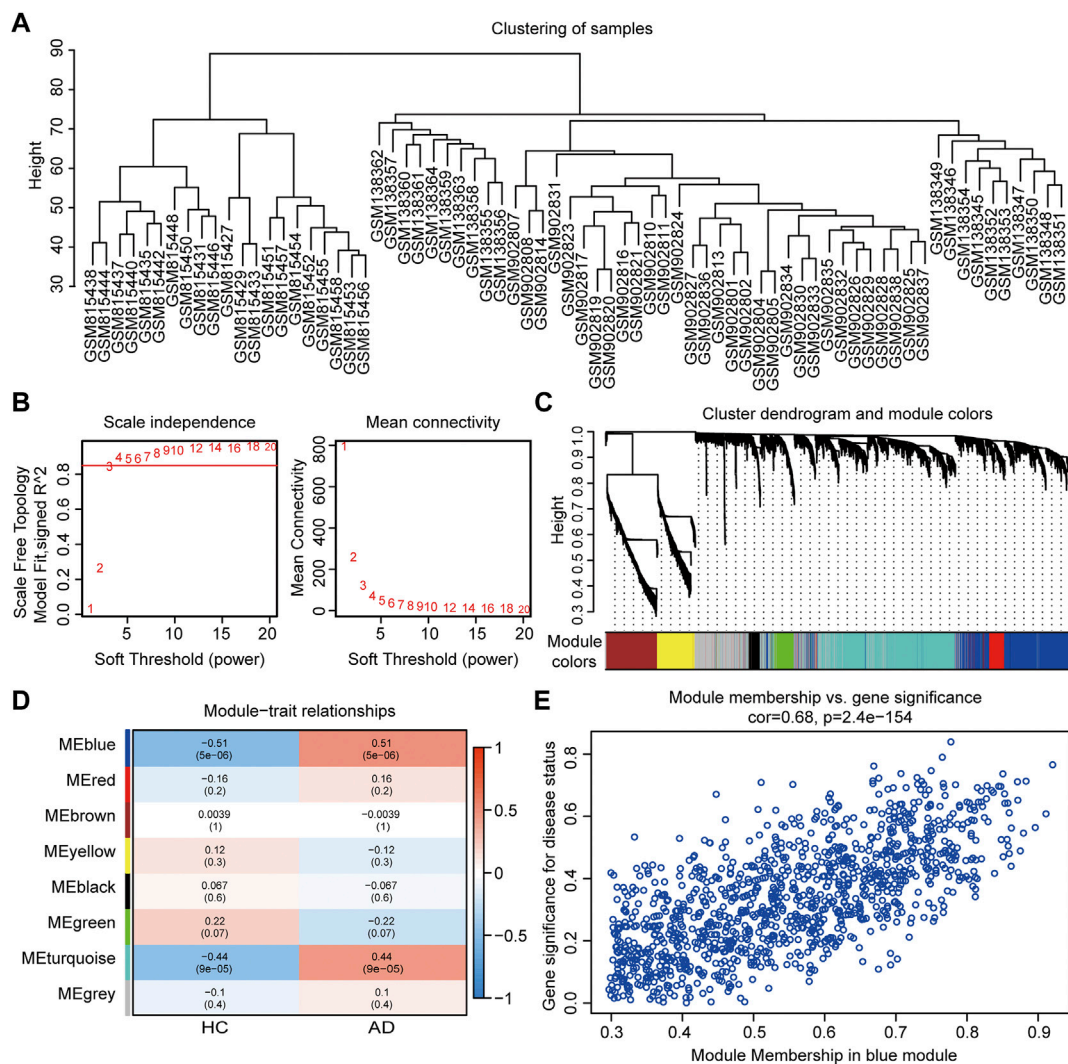 A
Clustering of samples
Height
90
80
70
60
50
40
30
GSM815438
GSM815444
GSM815437
GSM815440
GSM815435
GSM815442
GSM815448
GSM815450
GSM815431
GSM815446
GSM815427
GSM815429
GSM815433
GSM815451
GSM815457
GSM815454
GSM815452
GSM815455
GSM815458
GSM815453
GSM815456
GSM138362
GSM138357
GSM138360
GSM138361
GSM138364
GSM138359
GSM138363
GSM138358
GSM138355
GSM138356
GSM902807
GSM902808
GSM902814
GSM902831
GSM902823
GSM902817
GSM902819
GSM902820
GSM902816
GSM902821
GSM902810
GSM902811
GSM902824
GSM902827
GSM902836
GSM902813
GSM902801
GSM902802
GSM902804
GSM902805
GSM902834
GSM902830
GSM902833
GSM902835
GSM902832
GSM902826
GSM902829
GSM902828
GSM902838
GSM902825
GSM902837
GSM138349
GSM138346
GSM138354
GSM138345
GSM138352
GSM138353
GSM138347
GSM138350
GSM138348
GSM138351
B
Scale independence
Scale Free Topology
Model Fit,signed R^2
0.8
0.6
0.4
0.2
0.0
1 2 3 4 5 6 7 8 9 10 12 14 16 18 20
5 10 15 20
Soft Threshold (power)
Mean connectivity
Mean Connectivity
800
600
400
200
0
1 2 3 4 5 6 7 8 9 10 12 14 16 18 20
5 10 15 20
Soft Threshold (power)
C
Cluster dendrogram and module colors
Height
1.0
0.9
0.8
0.7
0.6
0.5
0.4
0.3
Module
colors
D
Module−trait relationships
MEblue
−0.51 0.51
(5e−06) (5e−06)
MEred
−0.16 0.16
(0.2) (0.2)
MEbrown
0.0039 −0.0039
(1) (1)
MEyellow
0.12 −0.12
(0.3) (0.3)
MEblack
0.067 −0.067
(0.6) (0.6)
MEgreen
0.22 −0.22
(0.07) (0.07)
MEturquoise
−0.44 0.44
(9e−05) (9e−05)
MEgrey
−0.1 0.1
(0.4) (0.4)
HC AD
1
0.5
0
−0.5
−1
E
Module membership vs. gene significance
cor=0.68, p=2.4e−154
Gene significance for disease status
0.8
0.6
0.4
0.2
0.0
0.3 0.4 0.5 0.6 0.7 0.8 0.9
Module Membership in blue module